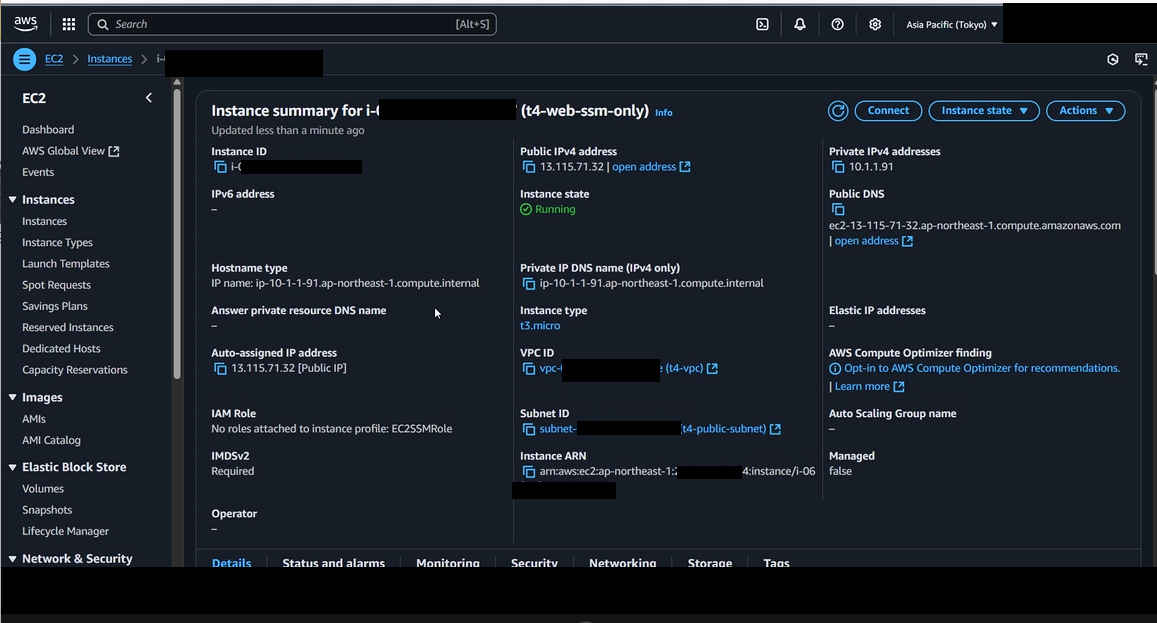 aws
Search [Alt+S]
Asia Pacific (Tokyo)
EC2 > Instances > i-
EC2
Dashboard
AWS Global View
Events
Instances
Instances
Instance Types
Launch Templates
Spot Requests
Savings Plans
Reserved Instances
Dedicated Hosts
Capacity Reservations
Images
AMIs
AMI Catalog
Elastic Block Store
Volumes
Snapshots
Lifecycle Manager
Network & Security
Instance summary for i-0 (t4-web-ssm-only) Info
Updated less than a minute ago
Connect
Instance state
Actions
Instance ID
i-0
Public IPv4 address
13.115.71.32 | open address
Private IPv4 addresses
10.1.1.91
IPv6 address
–
Instance state
Running
Public DNS
ec2-13-115-71-32.ap-northeast-1.compute.amazonaws.com
| open address
Hostname type
IP name: ip-10-1-1-91.ap-northeast-1.compute.internal
Private IP DNS name (IPv4 only)
ip-10-1-1-91.ap-northeast-1.compute.internal
Answer private resource DNS name
–
Instance type
t3.micro
Elastic IP addresses
–
Auto-assigned IP address
13.115.71.32 [Public IP]
VPC ID
vpc- (t4-vpc)
AWS Compute Optimizer finding
Opt-in to AWS Compute Optimizer for recommendations.
| Learn more
IAM Role
No roles attached to instance profile: EC2SSMRole
Subnet ID
subnet- t4-public-subnet)
Auto Scaling Group name
–
IMDSv2
Required
Instance ARN
arn:aws:ec2:ap-northeast-1: 4:instance/i-06
Managed
false
Operator
–
Details
Status and alarms
Monitoring
Security
Networking
Storage
Tags